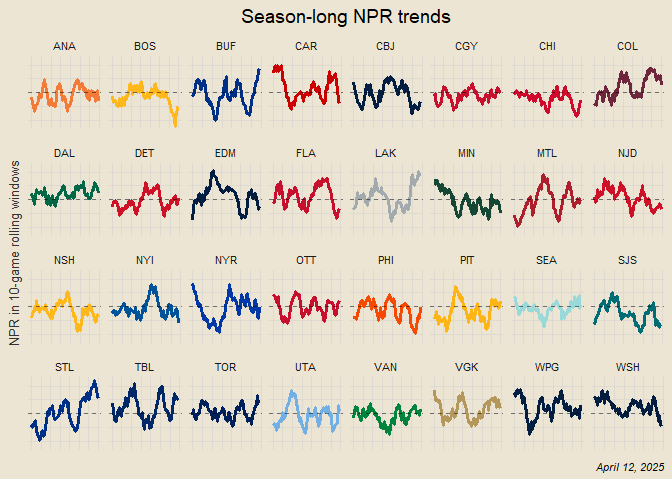 Season-long NPR trends
ANA BOS BUF CAR CBJ CGY CHI COL
DAL DET EDM FLA LAK MIN MTL NJD
NSH NYI NYR OTT PHI PIT SEA SJS
STL TBL TOR UTA VAN VGK WPG WSH
NPR in 10-game rolling windows
April 12, 2025